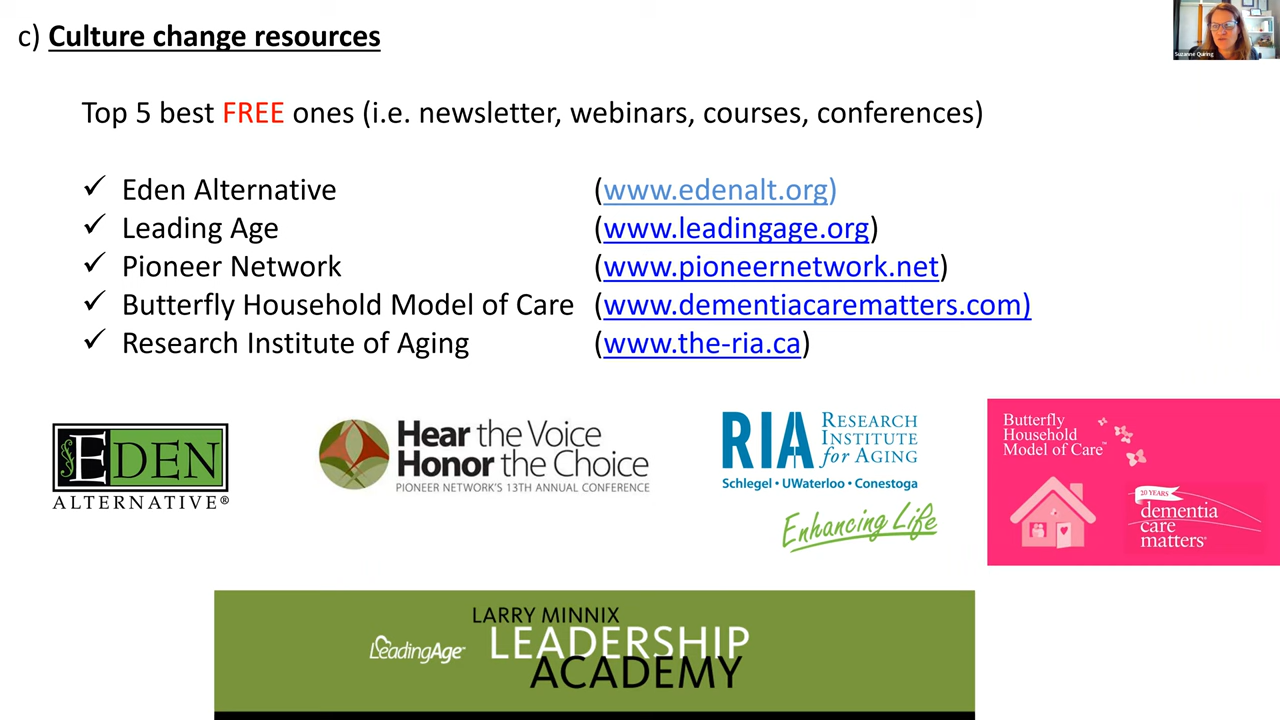 c) Culture change resources
Suzanne Quiring
Top 5 best FREE ones (i.e. newsletter, webinars, courses, conferences)
✓ Eden Alternative (www.edenalt.org)
✓ Leading Age (www.leadingage.org)
✓ Pioneer Network (www.pioneernetwork.net)
✓ Butterfly Household Model of Care (www.dementiacarematters.com)
✓ Research Institute of Aging (www.the-ria.ca)
EDEN
ALTERNATIVE®
Hear the Voice
Honor the Choice
PIONEER NETWORK'S 13TH ANNUAL CONFERENCE
RIA RESEARCH
INSTITUTE
for AGING
Schlegel • UWaterloo • Conestoga
Enhancing Life
Butterfly
Household
Model of Care™
20 YEARS
dementia
care
matters®
LARRY MINNIX
LeadingAge™ LEADERSHIP
ACADEMY